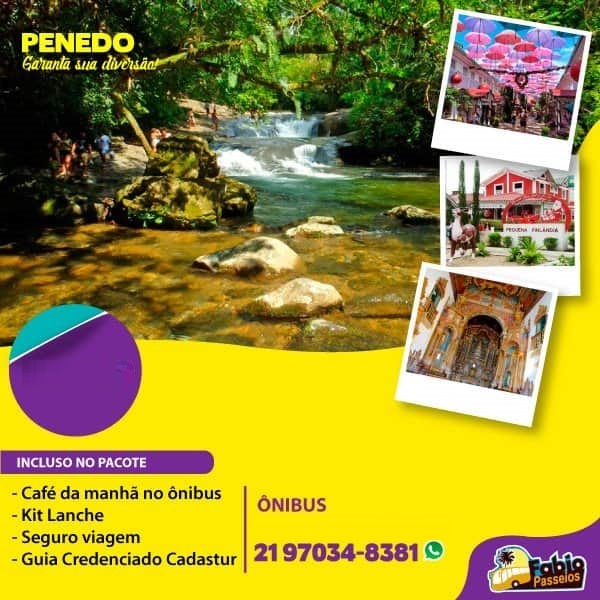 PENEDO
Garanta sua diversão!
PEQUENA FINLÂNDIA
INCLUSO NO PACOTE
- Café da manhã no ônibus
- Kit Lanche
- Seguro viagem
- Guia Credenciado Cadastur
ÔNIBUS
21 97034-8381
Fabio
Passeios